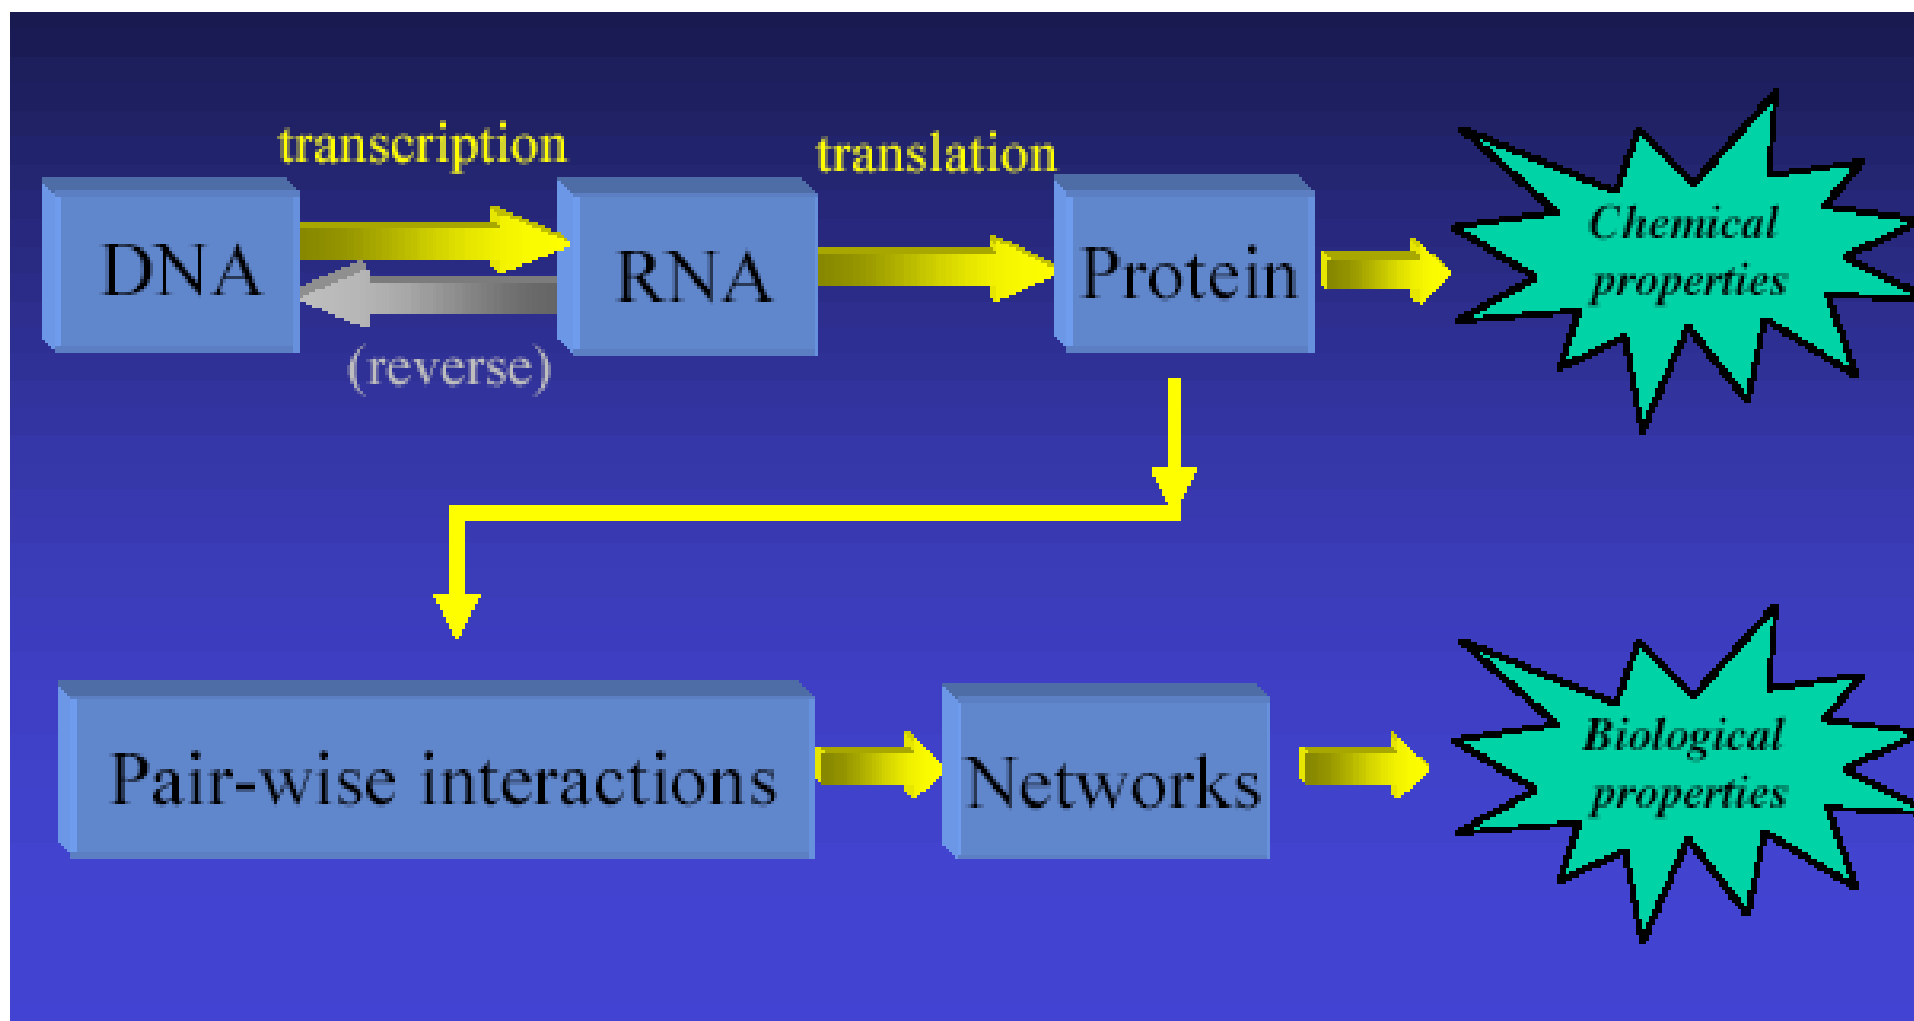 transcription
translation
DNA
RNA
Protein
Chemical
properties
(reverse)
Pair-wise interactions
Networks
Biological
properties